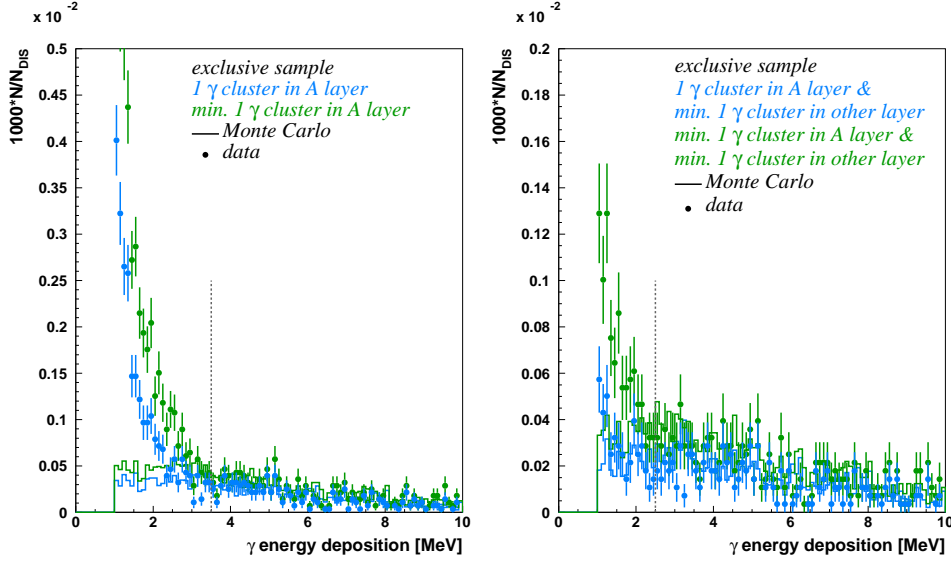 x 10 -2
1000*N/N_DIS
0.5
0.45
0.4
0.35
0.3
0.25
0.2
0.15
0.1
0.05
0
exclusive sample
1 γ cluster in A layer
min. 1 γ cluster in A layer
Monte Carlo
data
0 2 4 6 8 10
γ energy deposition [MeV]
x 10 -2
1000*N/N_DIS
0.2
0.18
0.16
0.14
0.12
0.1
0.08
0.06
0.04
0.02
0
exclusive sample
1 γ cluster in A layer &
min. 1 γ cluster in other layer
min. 1 γ cluster in A layer &
min. 1 γ cluster in other layer
Monte Carlo
data
0 2 4 6 8 10
γ energy deposition [MeV]